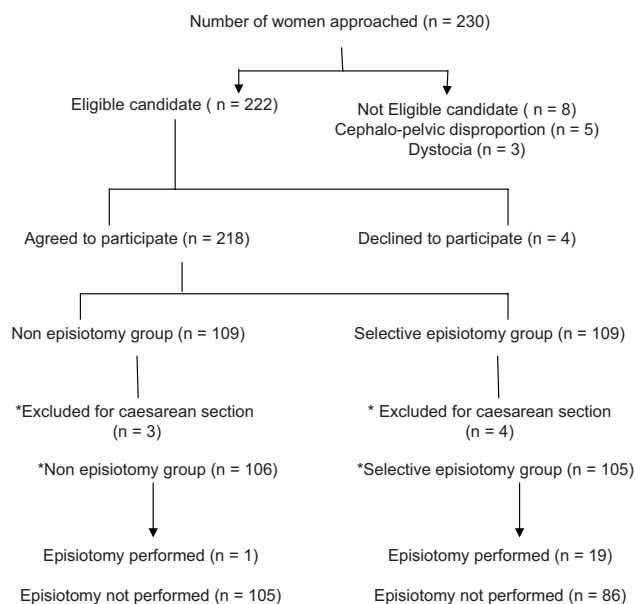 Number of women approached (n = 230)
Eligible candidate ( n = 222)
Not Eligible candidate ( n = 8)
Cephalo-pelvic disproportion (n = 5)
Dystocia (n = 3)
Agreed to participate (n = 218)
Declined to participate (n = 4)
Non episiotomy group (n = 109)
Selective episiotomy group (n = 109)
*Excluded for caesarean section
(n = 3)
* Excluded for caesarean section
(n = 4)
*Non episiotomy group (n = 106)
*Selective episiotomy group (n = 105)
Episiotomy performed (n = 1)
Episiotomy performed (n = 19)
Episiotomy not performed (n = 105)
Episiotomy not performed (n = 86)